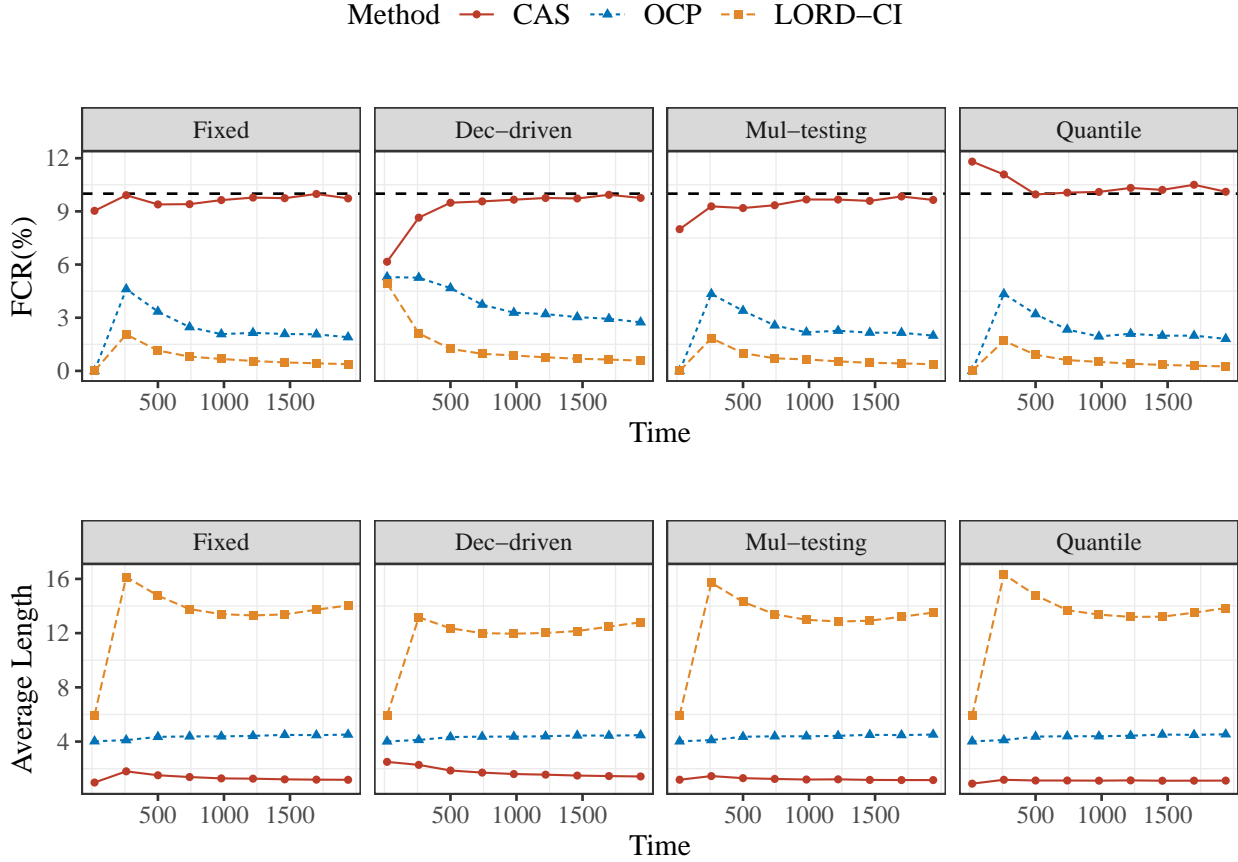 Method CAS OCP LORD−CI
Fixed Dec−driven Mul−testing Quantile
FCR(%)
12
9
6
3
0
500 1000 1500 500 1000 1500 500 1000 1500 500 1000 1500
Time
Fixed Dec−driven Mul−testing Quantile
Average Length
16
12
8
4
500 1000 1500 500 1000 1500 500 1000 1500 500 1000 1500
Time